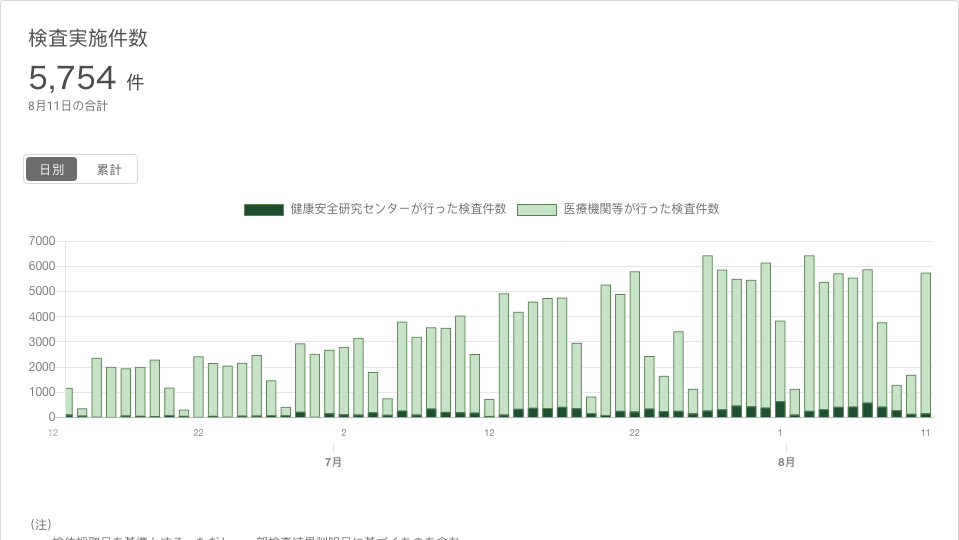 検査実施件数
5,754 件
8月11日の合計
日別 累計
健康安全研究センターが行った検査件数 医療機関等が行った検査件数
7000
6000
5000
4000
3000
2000
1000
0
12 22 2 12 22 1 11
7月 8月
(注)